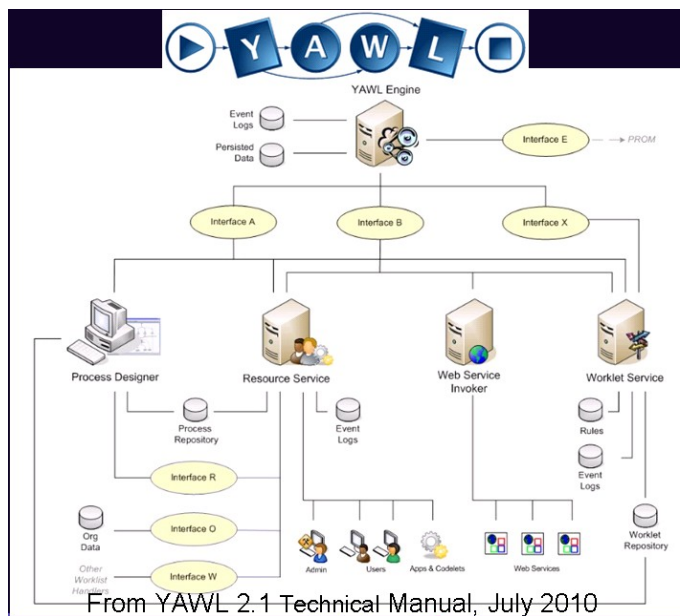 Y A W L
YAWL Engine
Event
Logs
Persisted
Data
Interface E
PROM
Interface A
Interface B
Interface X
Process Designer
Resource Service
Web Service
Invoker
Worklet Service
Process
Repository
Event
Logs
Rules
Event
Logs
Interface R
Org
Data
Interface O
Admin
Users
Apps & Codelets
Web Services
Worklet
Repository
Other
Worklist
Handlers
Interface W
From YAWL 2.1 Technical Manual, July 2010